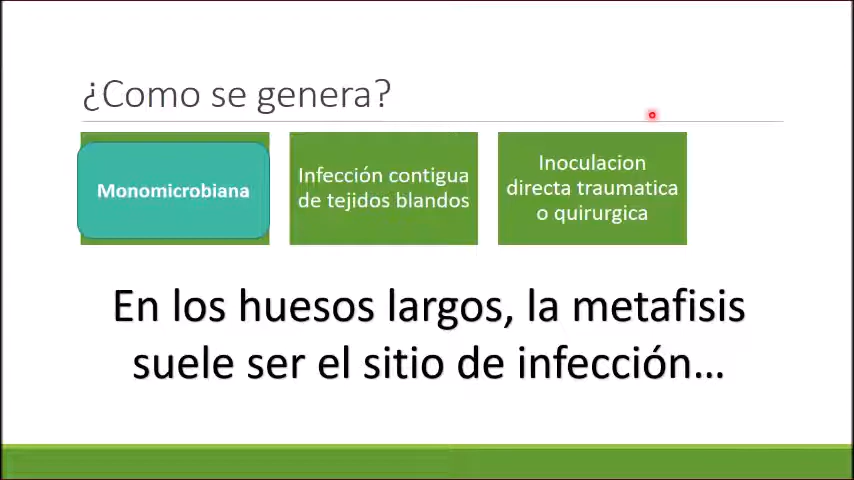 ¿Como se genera?
Monomicrobiana
Infección contigua
de tejidos blandos
Inoculacion
directa traumatica
o quirurgica
En los huesos largos, la metafisis
suele ser el sitio de infección...